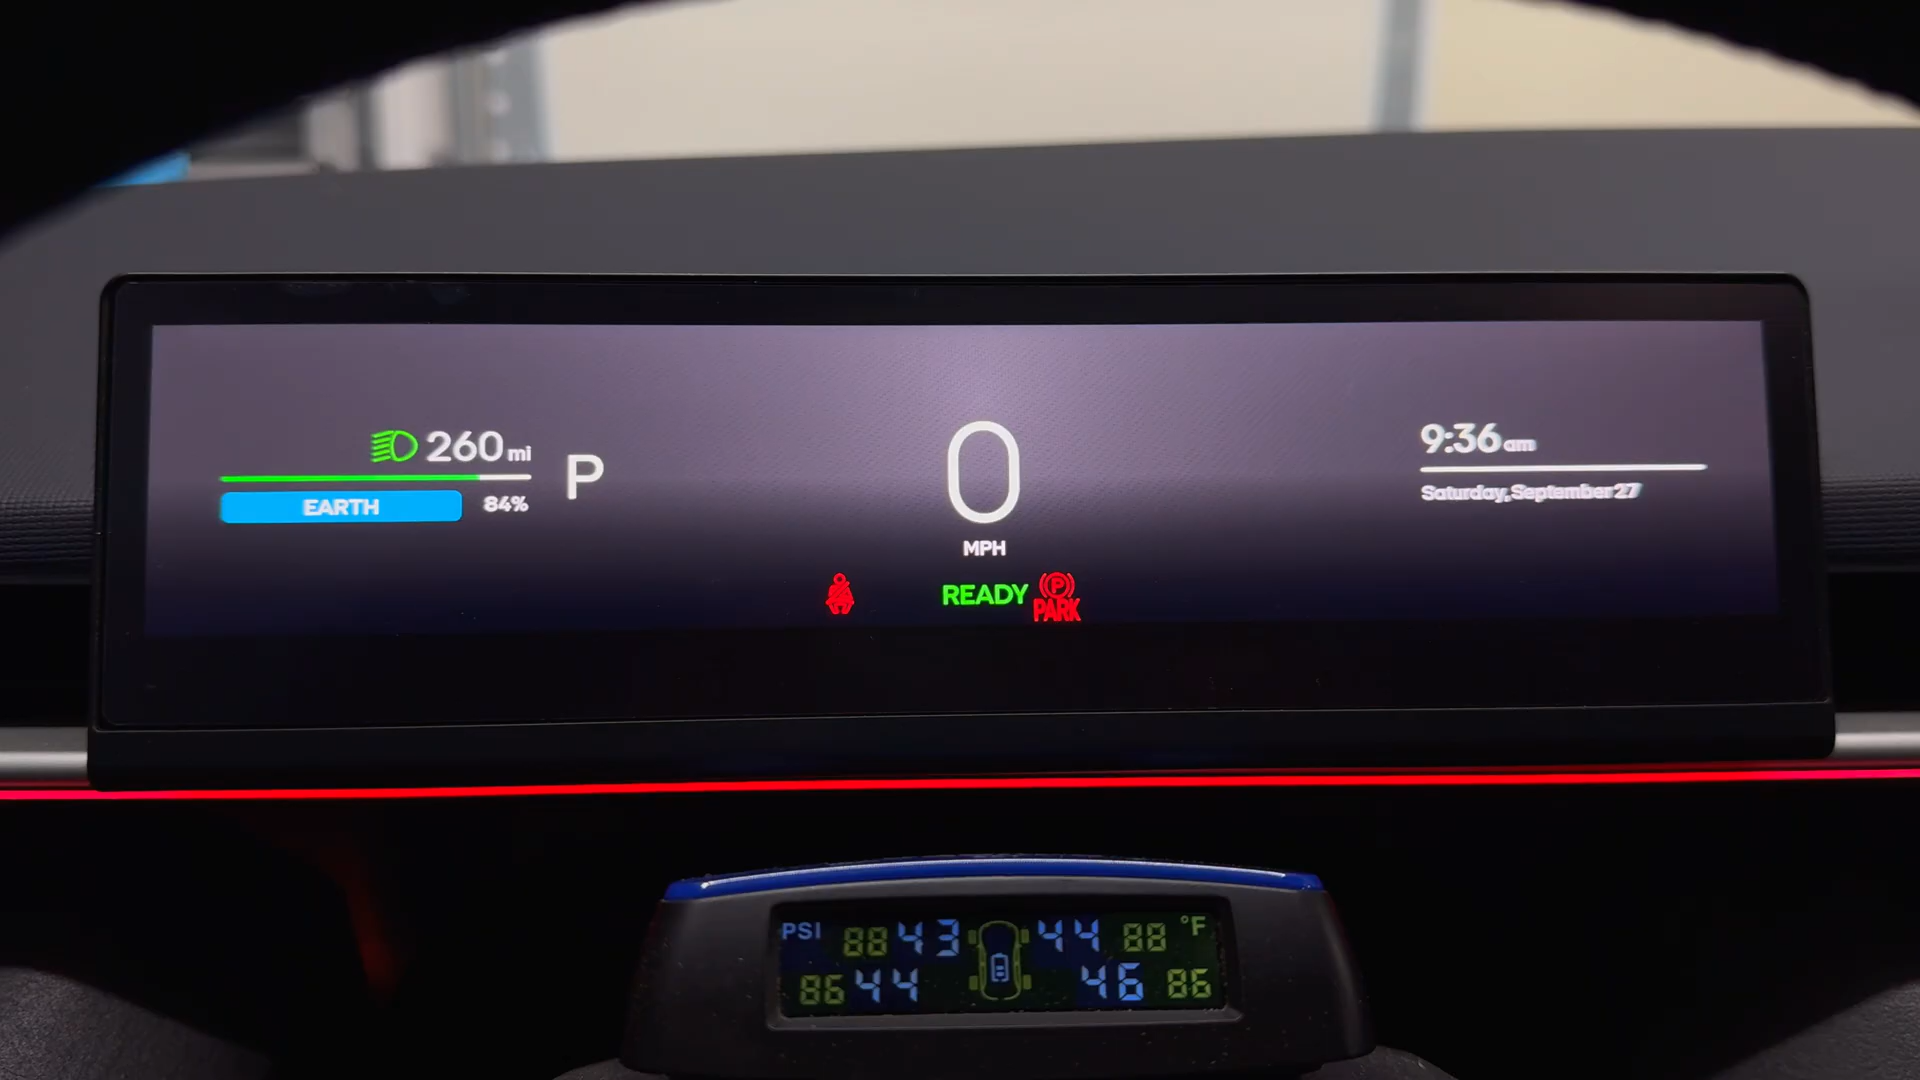 260 mi
EARTH 84%
P
0
MPH
READY
P
PARK
9:36 am
Saturday, September 27
PSI 88 43 44 88 °F
86 44 46 86